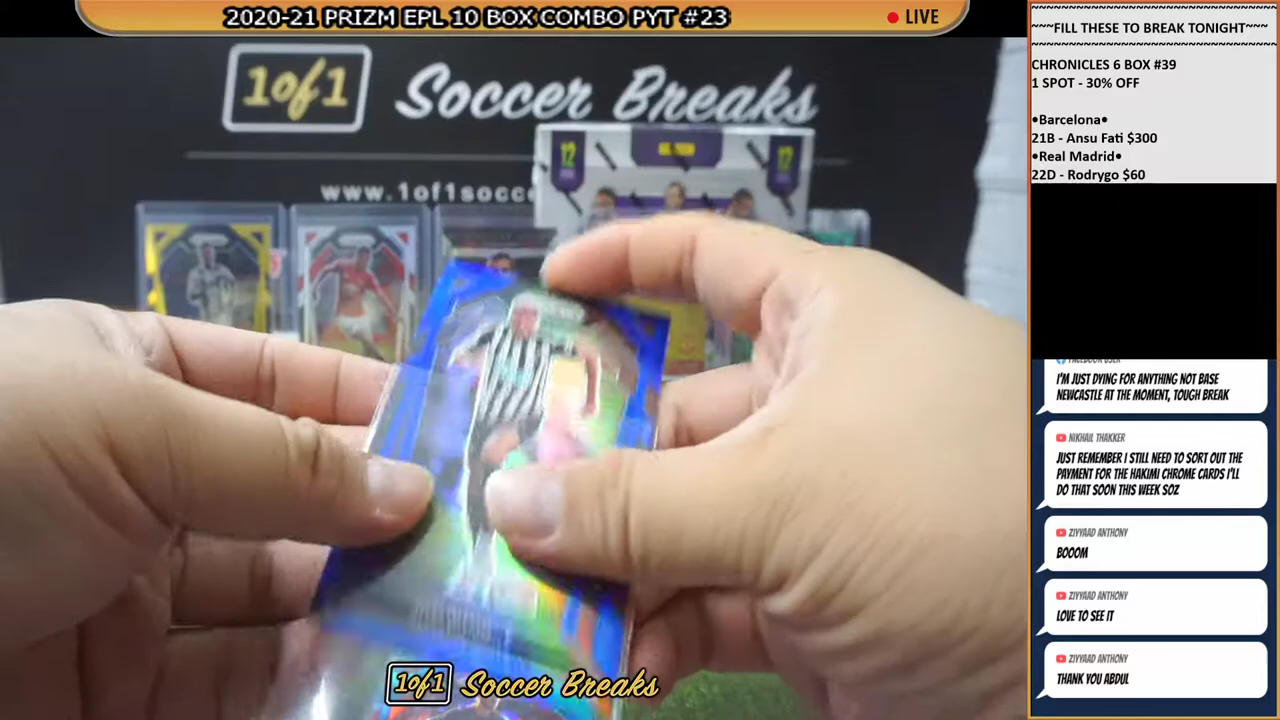 2020-21 PRIZM EPL 10 BOX COMBO PYT #23
LIVE
1of1 Soccer Breaks
www.1of1socc
12
12
1of1 Soccer Breaks
~~~FILL THESE TO BREAK TONIGHT~~~
CHRONICLES 6 BOX #39
1 SPOT - 30% OFF
•Barcelona•
21B - Ansu Fati $300
•Real Madrid•
22D - Rodrygo $60
I'M JUST DYING FOR ANYTHING NOT BASE
NEWCASTLE AT THE MOMENT, TOUGH BREAK
NIKHIL THAKKER
JUST REMEMBER I STILL NEED TO SORT OUT THE
PAYMENT FOR THE HAKIMI CHROME CARDS I'LL
DO THAT SOON THIS WEEK SOZ
ZIYYAAD ANTHONY
BOOOM
ZIYYAAD ANTHONY
LOVE TO SEE IT
ZIYYAAD ANTHONY
THANK YOU ABDUL